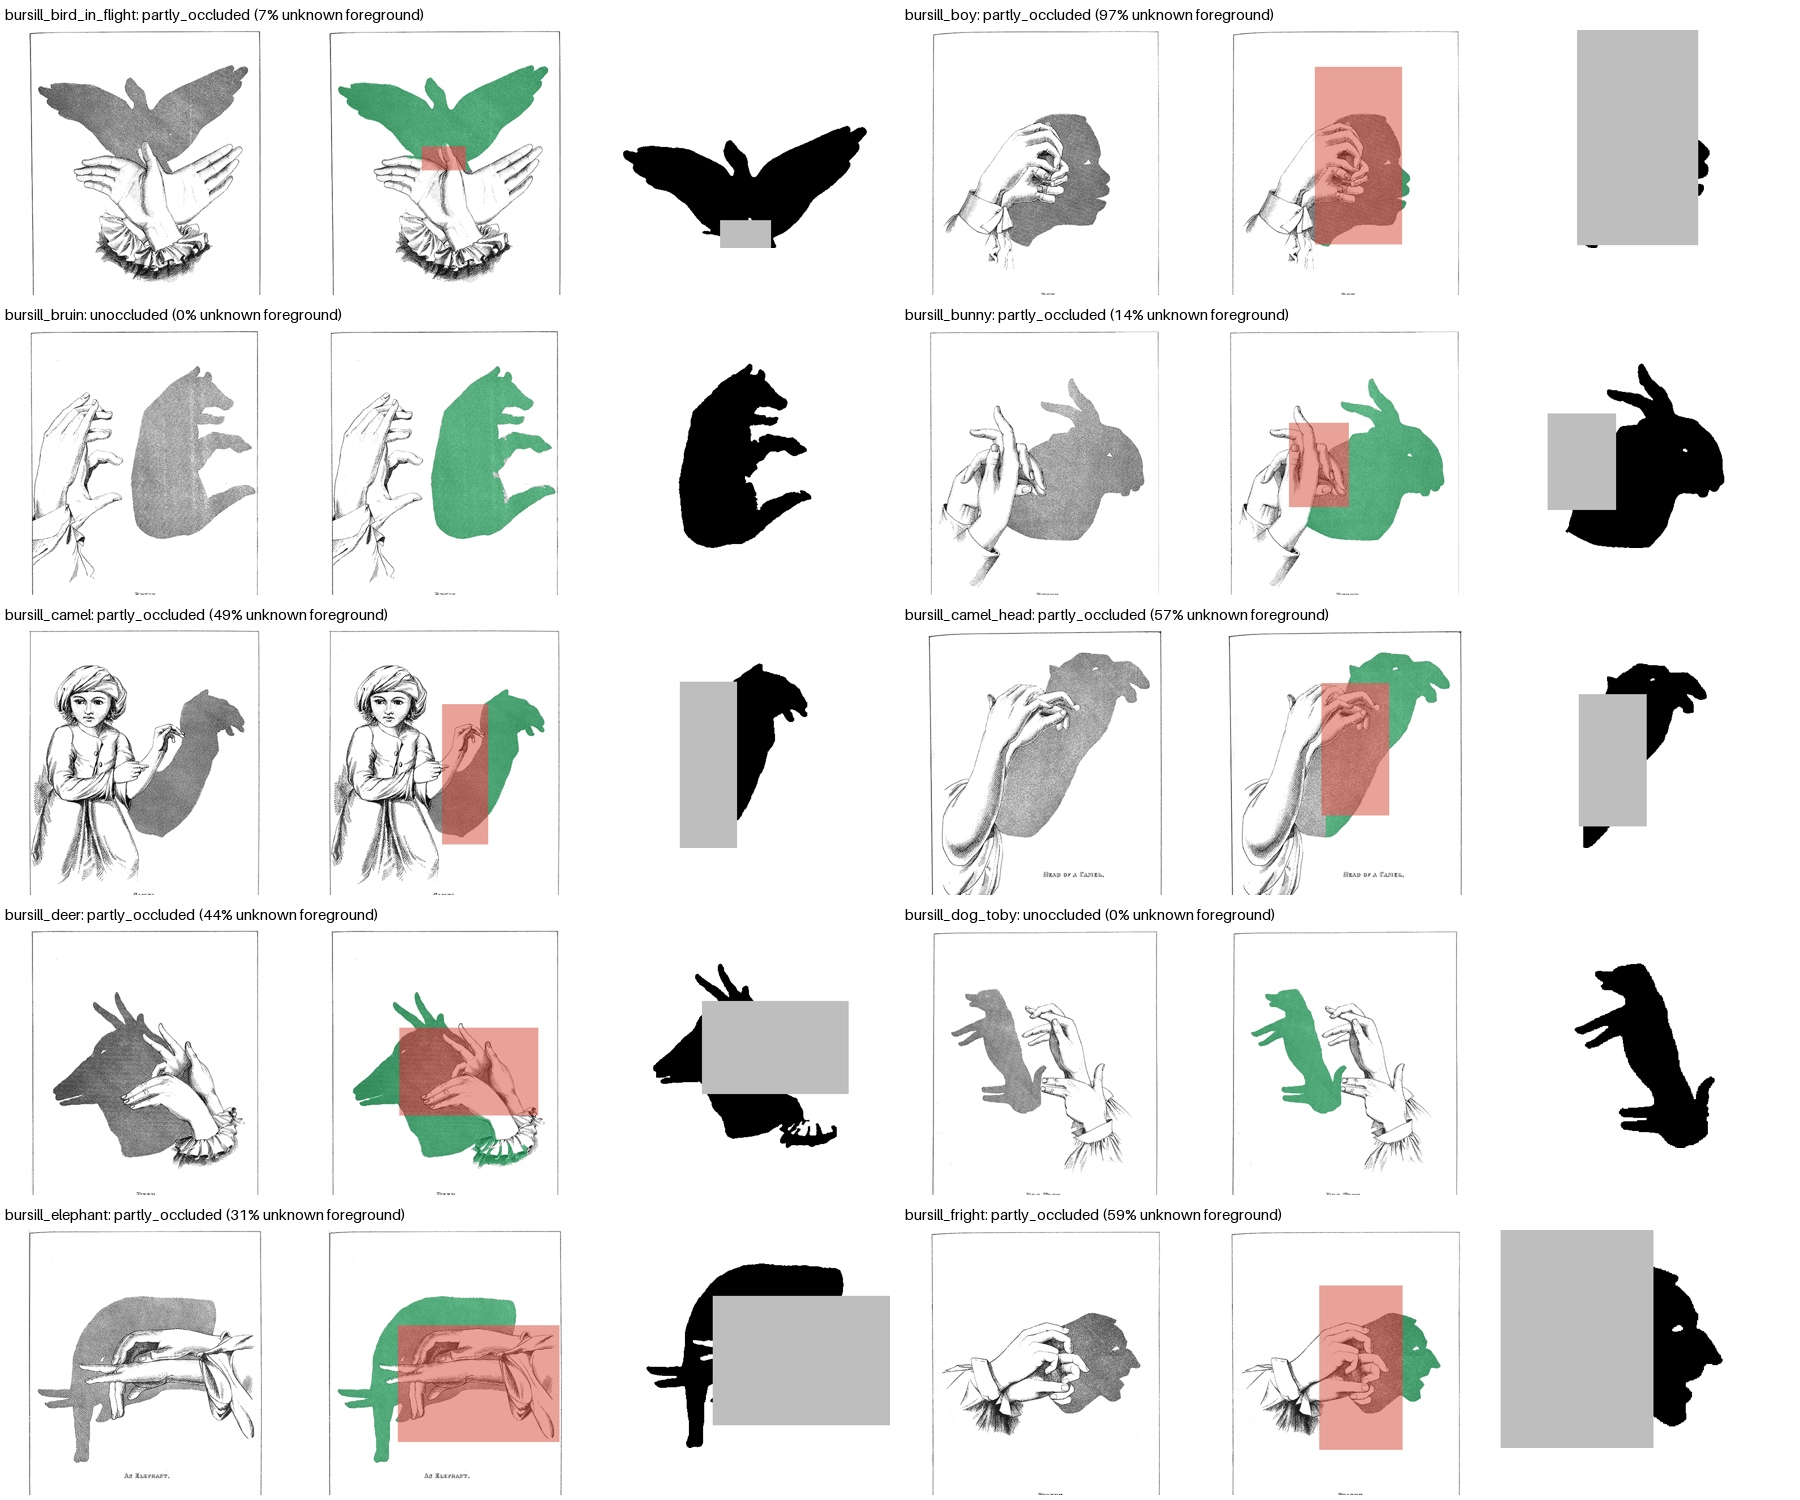 bursill_bird_in_flight: partly_occluded (7% unknown foreground)
bursill_boy: partly_occluded (97% unknown foreground)
bursill_bruin: unoccluded (0% unknown foreground)
bursill_bunny: partly_occluded (14% unknown foreground)
bursill_camel: partly_occluded (49% unknown foreground)
bursill_camel_head: partly_occluded (57% unknown foreground)
HEAD OF A CAMEL.
HEAD OF A CAMEL.
bursill_deer: partly_occluded (44% unknown foreground)
bursill_dog_toby: unoccluded (0% unknown foreground)
bursill_elephant: partly_occluded (31% unknown foreground)
bursill_fright: partly_occluded (59% unknown foreground)
AN ELEPHANT.
AN ELEPHANT.